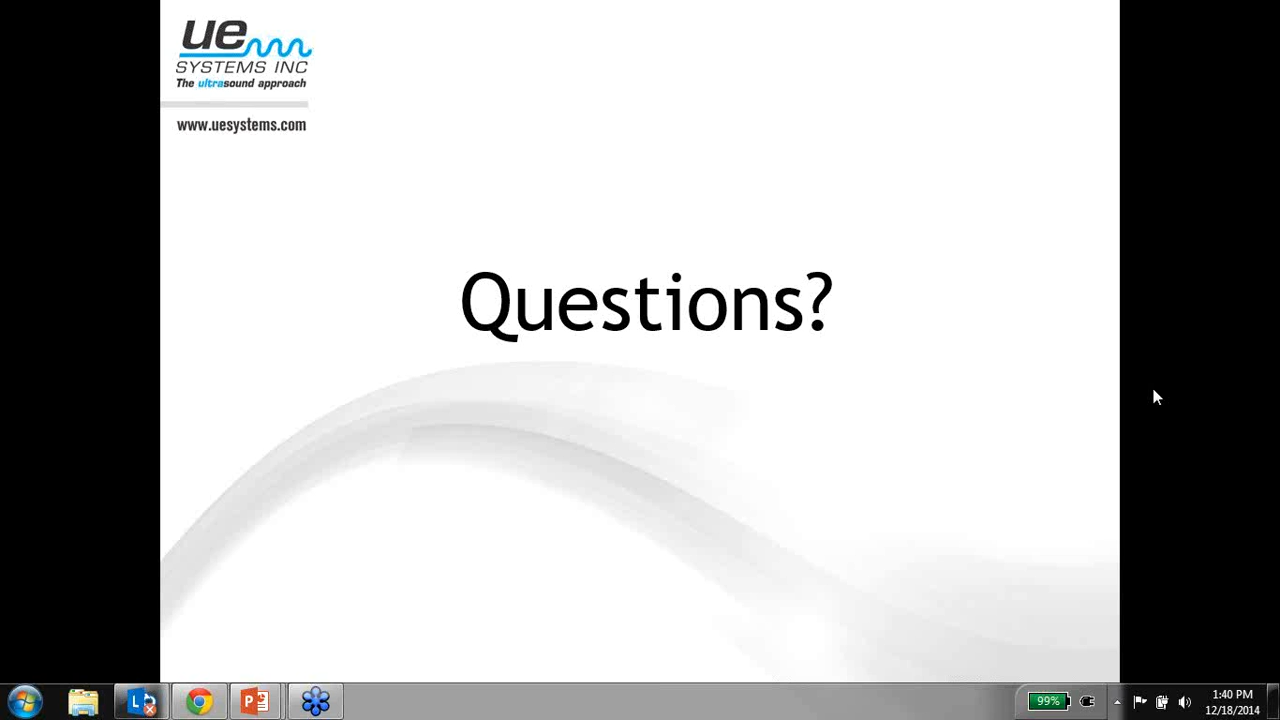 ue
SYSTEMS INC
The ultrasound approach
www.uesystems.com
Questions?
99%
1:40 PM
12/18/2014